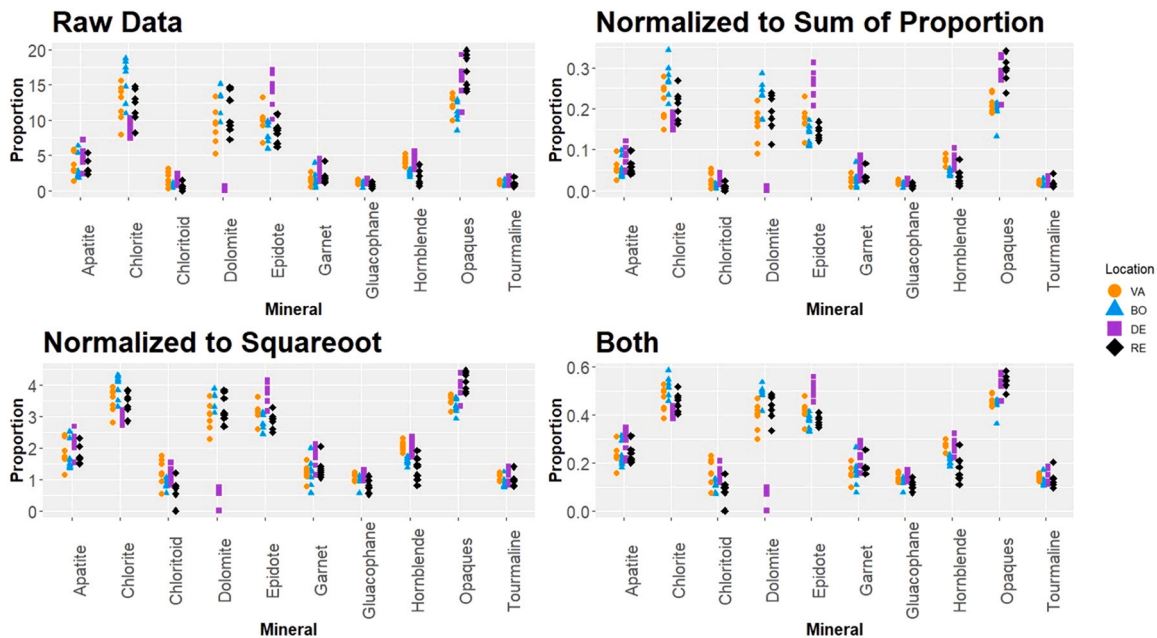 Raw Data
Proportion
20
15
10
5
0
Apatite
Chlorite
Chloritoid
Dolomite
Epidote
Garnet
Gluacophane
Hornblende
Opaques
Tourmaline
Mineral
Normalized to Sum of Proportion
Proportion
0.3
0.2
0.1
0.0
Apatite
Chlorite
Chloritoid
Dolomite
Epidote
Garnet
Gluacophane
Hornblende
Opaques
Tourmaline
Mineral
Normalized to Squareoot
Proportion
4
3
2
1
0
Apatite
Chlorite
Chloritoid
Dolomite
Epidote
Garnet
Gluacophane
Hornblende
Opaques
Tourmaline
Mineral
Both
Proportion
0.6
0.4
0.2
0.0
Apatite
Chlorite
Chloritoid
Dolomite
Epidote
Garnet
Gluacophane
Hornblende
Opaques
Tourmaline
Mineral
Location
VA
BO
DE
RE